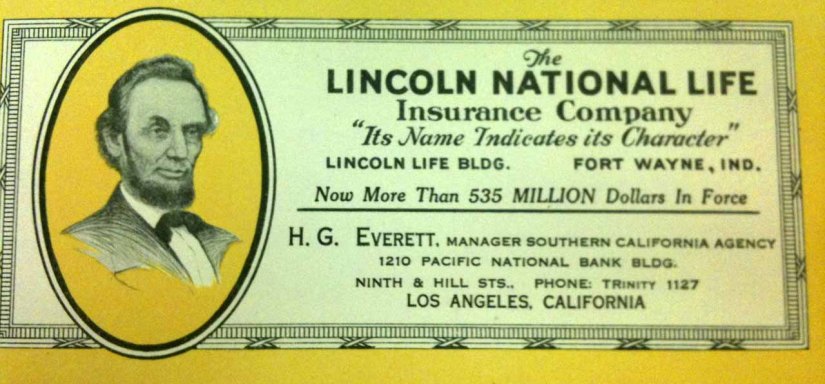 The
LINCOLN NATIONAL LIFE
Insurance Company
"Its Name Indicates its Character"
LINCOLN LIFE BLDG. FORT WAYNE, IND.
Now More Than 535 MILLION Dollars In Force
H. G. EVERETT, MANAGER SOUTHERN CALIFORNIA AGENCY
1210 PACIFIC NATIONAL BANK BLDG.
NINTH & HILL STS., PHONE: TRINITY 1127
LOS ANGELES, CALIFORNIA